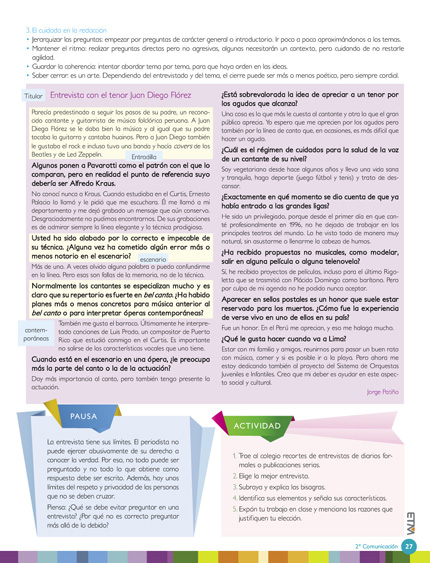 3. El cuidado en la redacción
• Jerarquizar las preguntas: empezar por preguntas de carácter general o introductorio. Ir poco a poco aproximándonos a los temas.
• Mantener el ritmo: realizar preguntas directas pero no agresivas, algunas necesitarán un contexto, pero cuidando de no restarle
agilidad.
• Guardar la coherencia: intentar abordar tema por tema, para que haya orden en las ideas.
• Saber cerrar: es un arte. Dependiendo del entrevistado y del tema, el cierre puede ser más o menos poético, pero siempre cordial.
Titular
Entrevista con el tenor Juan Diego Flórez
Parecía predestinado a seguir los pasos de su padre, un recono-
cido cantante y guitarrista de música folclórica peruana. A Juan
Diego Flórez se le daba bien la música y al igual que su padre
tocaba la guitarra y cantaba huainos. Pero a Juan Diego también
le gustaba el rock e incluso tuvo una banda y hacía covers de los
Beatles y de Led Zeppelin.
Entradilla
Algunos ponen a Pavarotti como el patrón con el que lo
comparan, pero en realidad el punto de referencia suyo
debería ser Alfredo Kraus.
No conocí nunca a Kraus. Cuando estudiaba en el Curtis, Ernesto
Palacio lo llamó y le pidió que me escuchara. Él me llamó a mi
departamento y me dejó grabado un mensaje que aún conservo.
Desgraciadamente no pudimos encontrarnos. De sus grabaciones
es de admirar siempre la línea elegante y la técnica prodigiosa.
Usted ha sido alabado por lo correcto e impecable de
su técnica. ¿Alguna vez ha cometido algún error más o
menos notorio en el escenario?
escenario
Más de uno. A veces olvido alguna palabra o puedo confundirme
en la línea. Pero esas son fallas de la memoria, no de la técnica.
Normalmente los cantantes se especializan mucho y es
claro que su repertorio es fuerte en bel canto. ¿Ha habido
planes más o menos concretos para música anterior al
bel canto o para interpretar óperas contemporáneas?
contem-
poráneas
También me gusta el barroco. Últimamente he interpre-
tado canciones de Luis Prado, un compositor de Puerto
Rico que estudió conmigo en el Curtis. Es importante
no salirse de las características vocales que uno tiene.
Cuando está en el escenario en una ópera, ¿le preocupa
más la parte del canto o la de la actuación?
Doy más importancia al canto, pero también tengo presente la
actuación.
¿Está sobrevalorada la idea de apreciar a un tenor por
los agudos que alcanza?
Una cosa es lo que más le cuesta al cantante y otra lo que el gran
público aprecia. Yo espero que me aprecien por los agudos pero
también por la línea de canto que, en ocasiones, es más difícil que
hacer un agudo.
¿Cuál es el régimen de cuidados para la salud de la voz
de un cantante de su nivel?
Soy vegetariano desde hace algunos años y llevo una vida sana
y tranquila, hago deporte (juego fútbol y tenis) y trato de des-
cansar.
¿Exactamente en qué momento se dio cuenta de que ya
había entrado a las grandes ligas?
He sido un privilegiado, porque desde el primer día en que can-
té profesionalmente en 1996, no he dejado de trabajar en los
principales teatros del mundo. Lo he visto todo de manera muy
natural, sin asustarme o llenarme la cabeza de humos.
¿Ha recibido propuestas no musicales, como modelar,
salir en alguna película o alguna telenovela?
Sí, he recibido proyectos de películas, incluso para el último Rigo-
letto que se transmitió con Plácido Domingo como barítono. Pero
por culpa de mi agenda no he podido nunca aceptar.
Aparecer en sellos postales es un honor que suele estar
reservado para los muertos. ¿Cómo fue la experiencia
de verse vivo en uno de ellos en su país?
Fue un honor. En el Perú me aprecian, y eso me halaga mucho.
¿Qué le gusta hacer cuando va a Lima?
Estar con mi familia y amigos, reunirnos para pasar un buen rato
con música, comer y si es posible ir a la playa. Pero ahora me
estoy dedicando también al proyecto del Sistema de Orquestas
Juveniles e Infantiles. Creo que mi deber es ayudar en este aspec-
to social y cultural.
Jorge Patiño
PAUSA
La entrevista tiene sus límites. El periodista no
puede ejercer abusivamente de su derecho a
conocer la verdad. Por eso, no todo puede ser
preguntado y no todo lo que obtiene como
respuesta debe ser escrito. Además, hay unos
límites del respeto y privacidad de las personas
que no se deben cruzar.
Piensa: ¿Qué se debe evitar preguntar en una
entrevista? ¿Por qué no es correcto preguntar
más allá de lo debido?
ACTIVIDAD
1. Trae al colegio recortes de entrevistas de diarios for-
males o publicaciones serias.
2. Elige la mejor entrevista.
3. Subraya y explica las bisagras.
4. Identifica sus elementos y señala sus características.
5. Expón tu trabajo en clase y menciona las razones que
justifiquen tu elección.
2° Comunicación 27